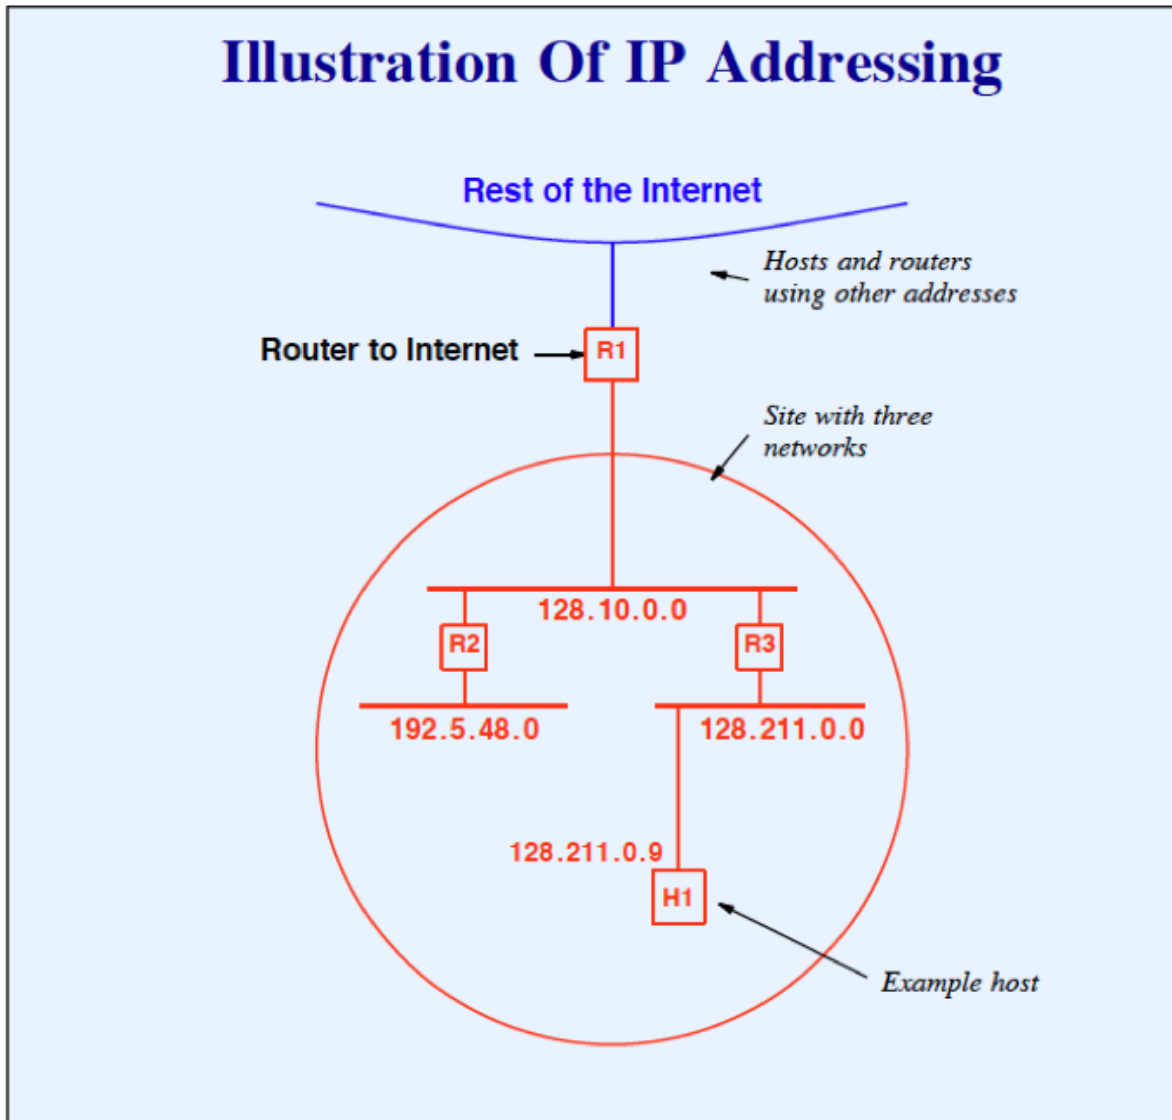 Illustration Of IP Addressing
Rest of the Internet
Hosts and routers
using other addresses
Router to Internet
R1
Site with three
networks
128.10.0.0
R2
R3
192.5.48.0
128.211.0.0
128.211.0.9
H1
Example host